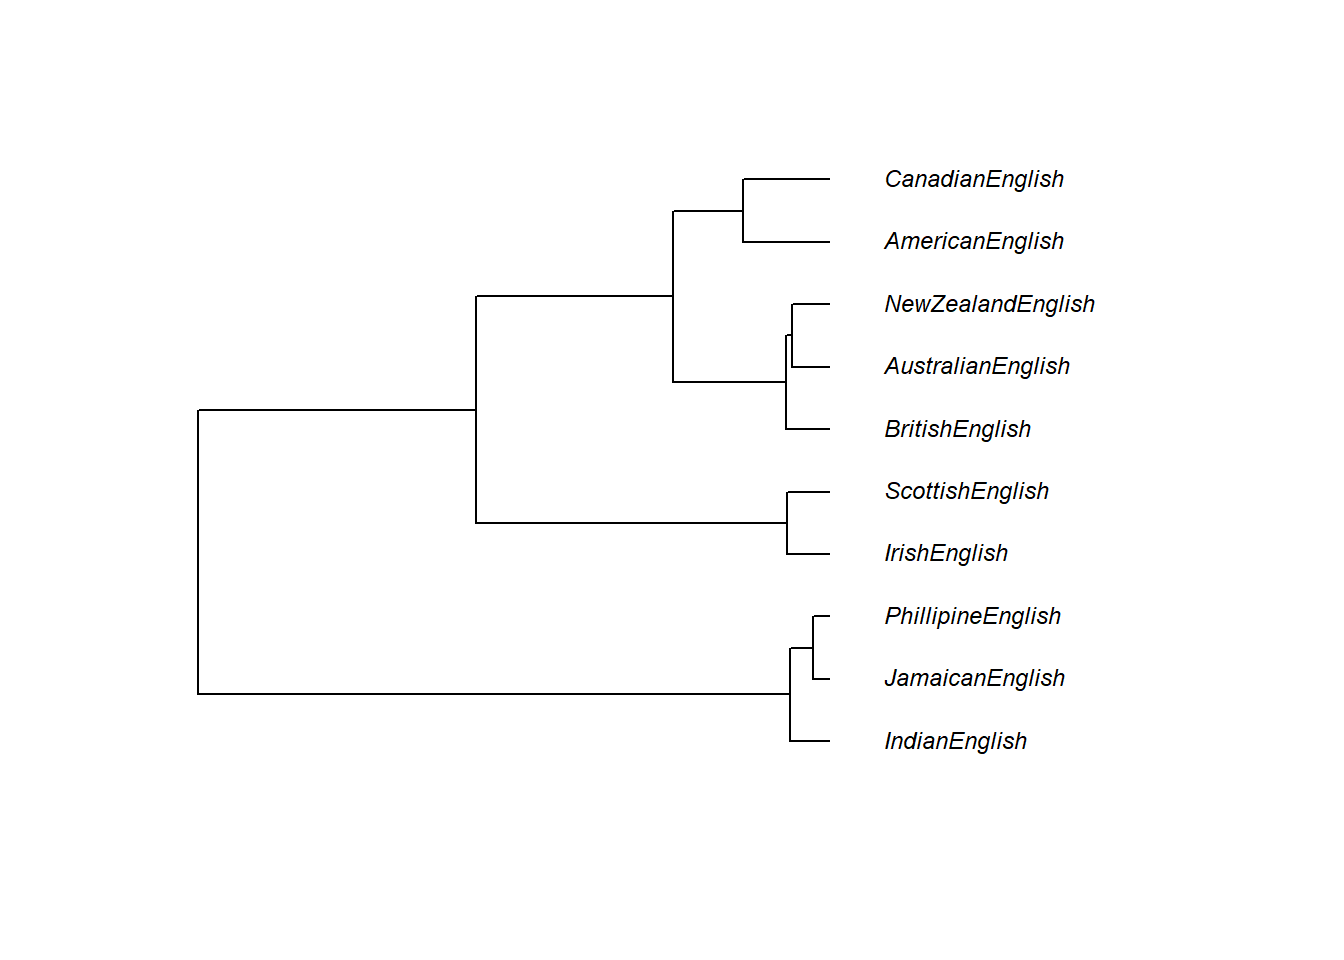 CanadianEnglish
AmericanEnglish
NewZealandEnglish
AustralianEnglish
BritishEnglish
ScottishEnglish
IrishEnglish
PhillipineEnglish
JamaicanEnglish
IndianEnglish